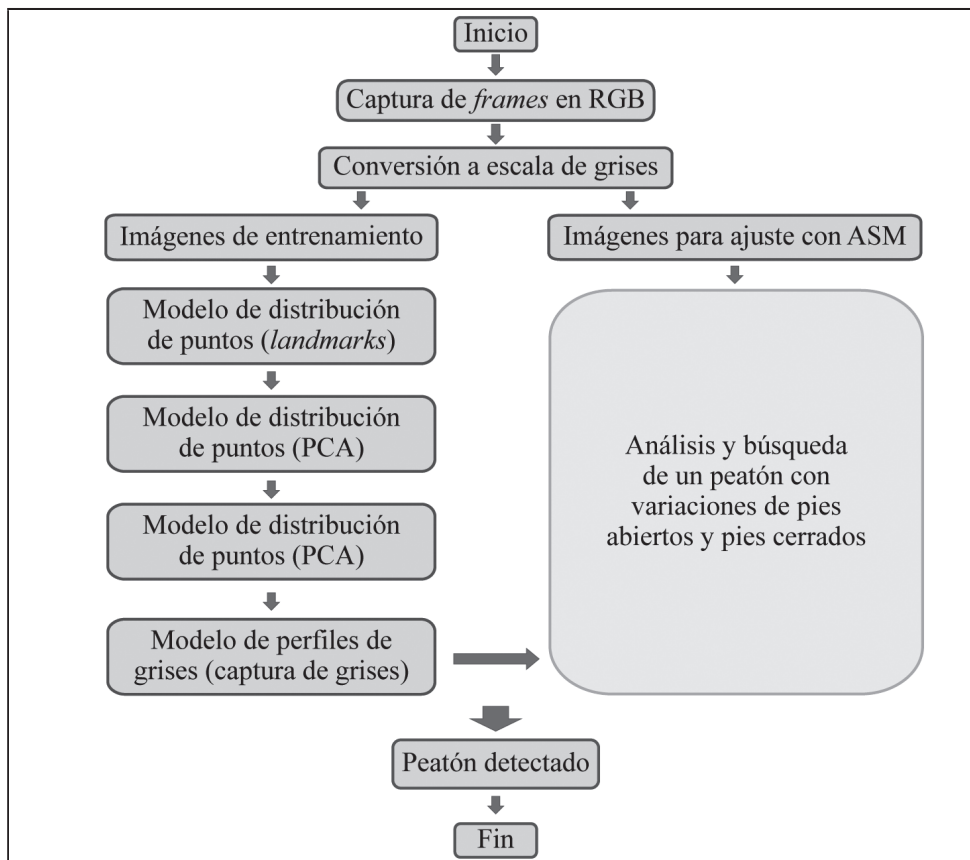 Inicio
Captura de frames en RGB
Conversión a escala de grises
Imágenes de entrenamiento
Modelo de distribución
de puntos (landmarks)
Modelo de distribución
de puntos (PCA)
Modelo de distribución
de puntos (PCA)
Modelo de perfiles de
grises (captura de grises)
Imágenes para ajuste con ASM
Análisis y búsqueda
de un peatón con
variaciones de pies
abiertos y pies cerrados
Peatón detectado
Fin